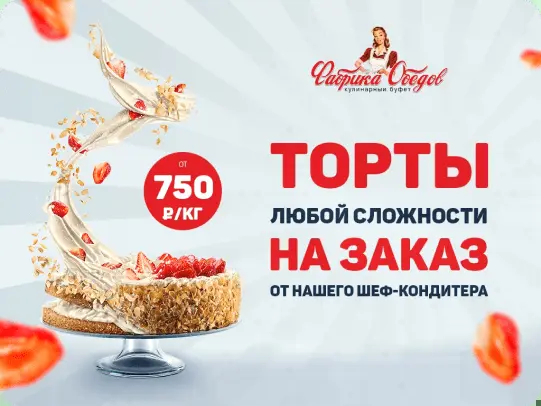 Фабрика Обедов
кулинарный буфет
ОТ
750
₽/КГ
ТОРТЫ
ЛЮБОЙ СЛОЖНОСТИ
НА ЗАКАЗ
ОТ НАШЕГО ШЕФ-КОНДИТЕРА